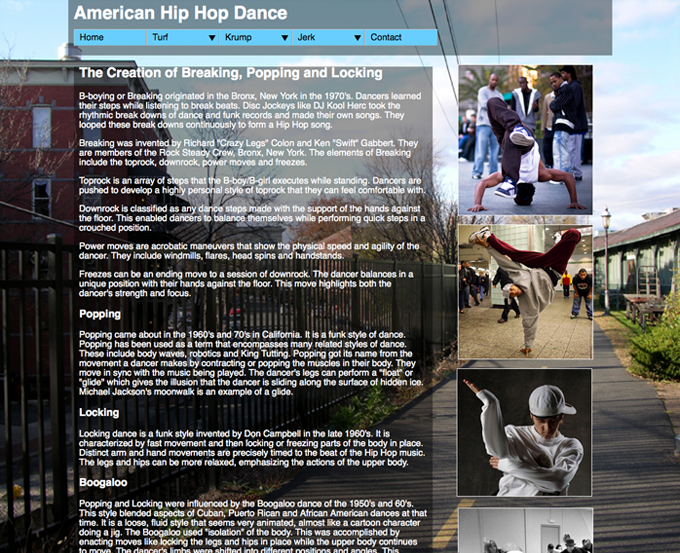 American Hip Hop Dance
Home Turf Krump Jerk Contact
The Creation of Breaking, Popping and Locking
B-boying or Breaking originated in the Bronx, New York in the 1970's. Dancers learned
their steps while listening to break beats. Disc Jockeys like DJ Kool Herc took the
rhythmic break downs of dance and funk records and made their own songs. They
looped these break downs continuously to form a Hip Hop song.
Breaking was invented by Richard "Crazy Legs" Colon and Ken "Swift" Gabbert. They
are members of the Rock Steady Crew, Bronx, New York. The elements of Breaking
include the toprock, downrock, power moves and freezes.
Toprock is an array of steps that the B-boy/B-girl executes while standing. Dancers are
pushed to develop a highly personal style of toprock that they can feel comfortable with.
Downrock is classified as any dance steps made with the support of the hands against
the floor. This enabled dancers to balance themselves while performing quick steps in a
crouched position.
Power moves are acrobatic maneuvers that show the physical speed and agility of the
dancer. They include windmills, flares, head spins and handstands.
Freezes can be an ending move to a session of downrock. The dancer balances in a
unique position with their hands against the floor. This move highlights both the
dancer's strength and focus.
Popping
Popping came about in the 1960's and 70's in California. It is a funk style of dance.
Popping has been used as a term that encompasses many related styles of dance.
These include body waves, robotics and King Tutting. Popping got its name from the
movement a dancer makes by contracting or popping the muscles in their body. They
move in sync with the music being played. The dancer's legs can perform a "float" or
"glide" which gives the illusion that the dancer is sliding along the surface of hidden ice.
Michael Jackson's moonwalk is an example of a glide.
Locking
Locking dance is a funk style invented by Don Campbell in the late 1960's. It is
characterized by fast movement and then locking or freezing parts of the body in place.
Distinct arm and hand movements are precisely timed to the beat of the Hip Hop music.
The legs and hips can be more relaxed, emphasizing the actions of the upper body.
Boogaloo
Popping and Locking were influenced by the Boogaloo dance of the 1950's and 60's.
This style blended aspects of Cuban, Puerto Rican and African American dances at that
time. It is a loose, fluid style that seems very animated, almost like a cartoon character
doing a jig. The Boogaloo used "isolation" of the body. This was accomplished by
enacting moves like locking the legs and hips in place while the upper body continues
to move. The dancer's limbs were shifted into different positions and angles. This